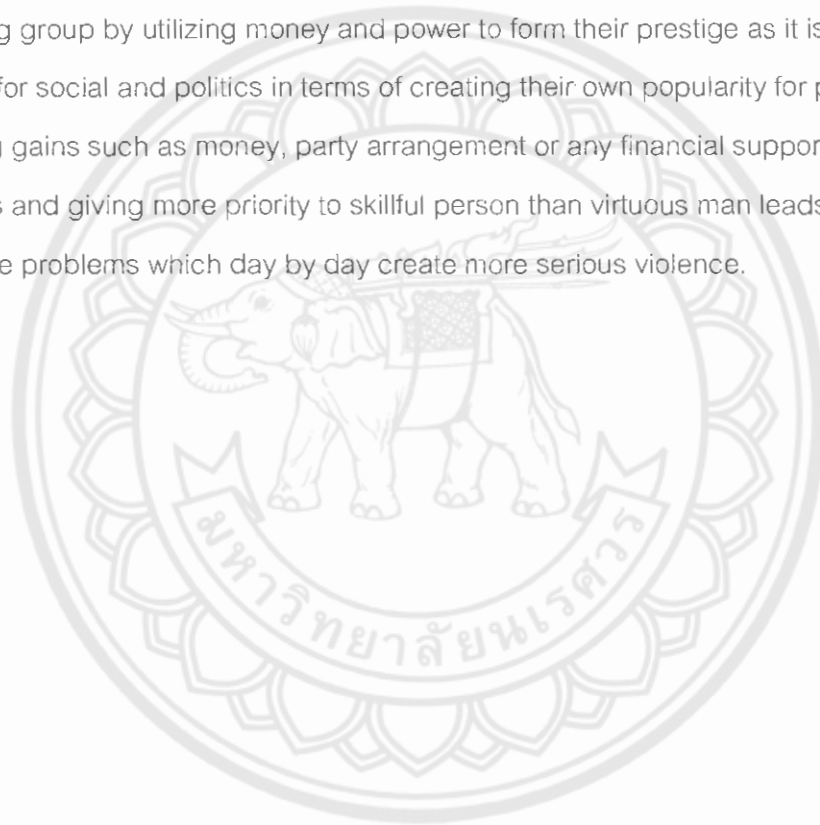 g group by utilizing money and power to form their prestige as it is
for social and politics in terms of creating their own popularity for p
gains such as money, party arrangement or any financial suppor
s and giving more priority to skillful person than virtuous man leads
e problems which day by day create more serious violence.
มหาวิทยาลัยนเรศวร